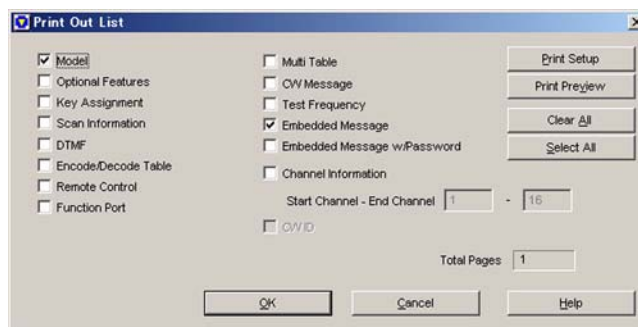 Print Out List
Model
Optional Features
Key Assignment
Scan Information
DTMF
Encode/Decode Table
Remote Control
Function Port
Multi Table
CW Message
Test Frequency
Embedded Message
Embedded Message w/Password
Channel Information
Start Channel - End Channel 1 - 16
CW ID
Total Pages 1
Print Setup
Print Preview
Clear All
Select All
OK
Cancel
Help